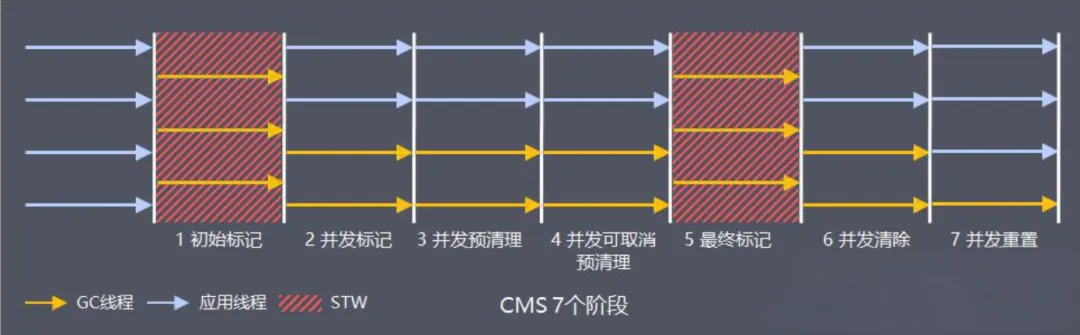 1 初始标记
2 并发标记
3 并发预清理
4 并发可取消
预清理
5 最终标记
6 并发清除
7 并发重置
GC线程
应用线程
STW
CMS 7个阶段